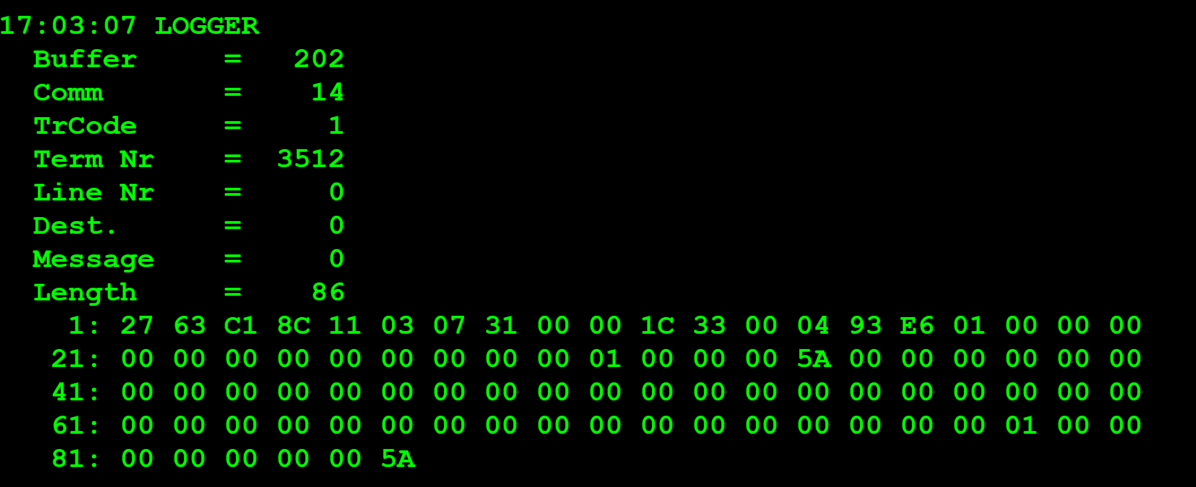 17:03:07 LOGGER
Buffer = 202
Comm = 14
TrCode = 1
Term Nr = 3512
Line Nr = 0
Dest. = 0
Message = 0
Length = 86
1: 27 63 C1 8C 11 03 07 31 00 00 1C 33 00 04 93 E6 01 00 00 00
21: 00 00 00 00 00 00 00 00 00 01 00 00 00 5A 00 00 00 00 00 00
41: 00 00 00 00 00 00 00 00 00 00 00 00 00 00 00 00 00 00 00 00
61: 00 00 00 00 00 00 00 00 00 00 00 00 00 00 00 00 00 01 00 00
81: 00 00 00 00 00 5A